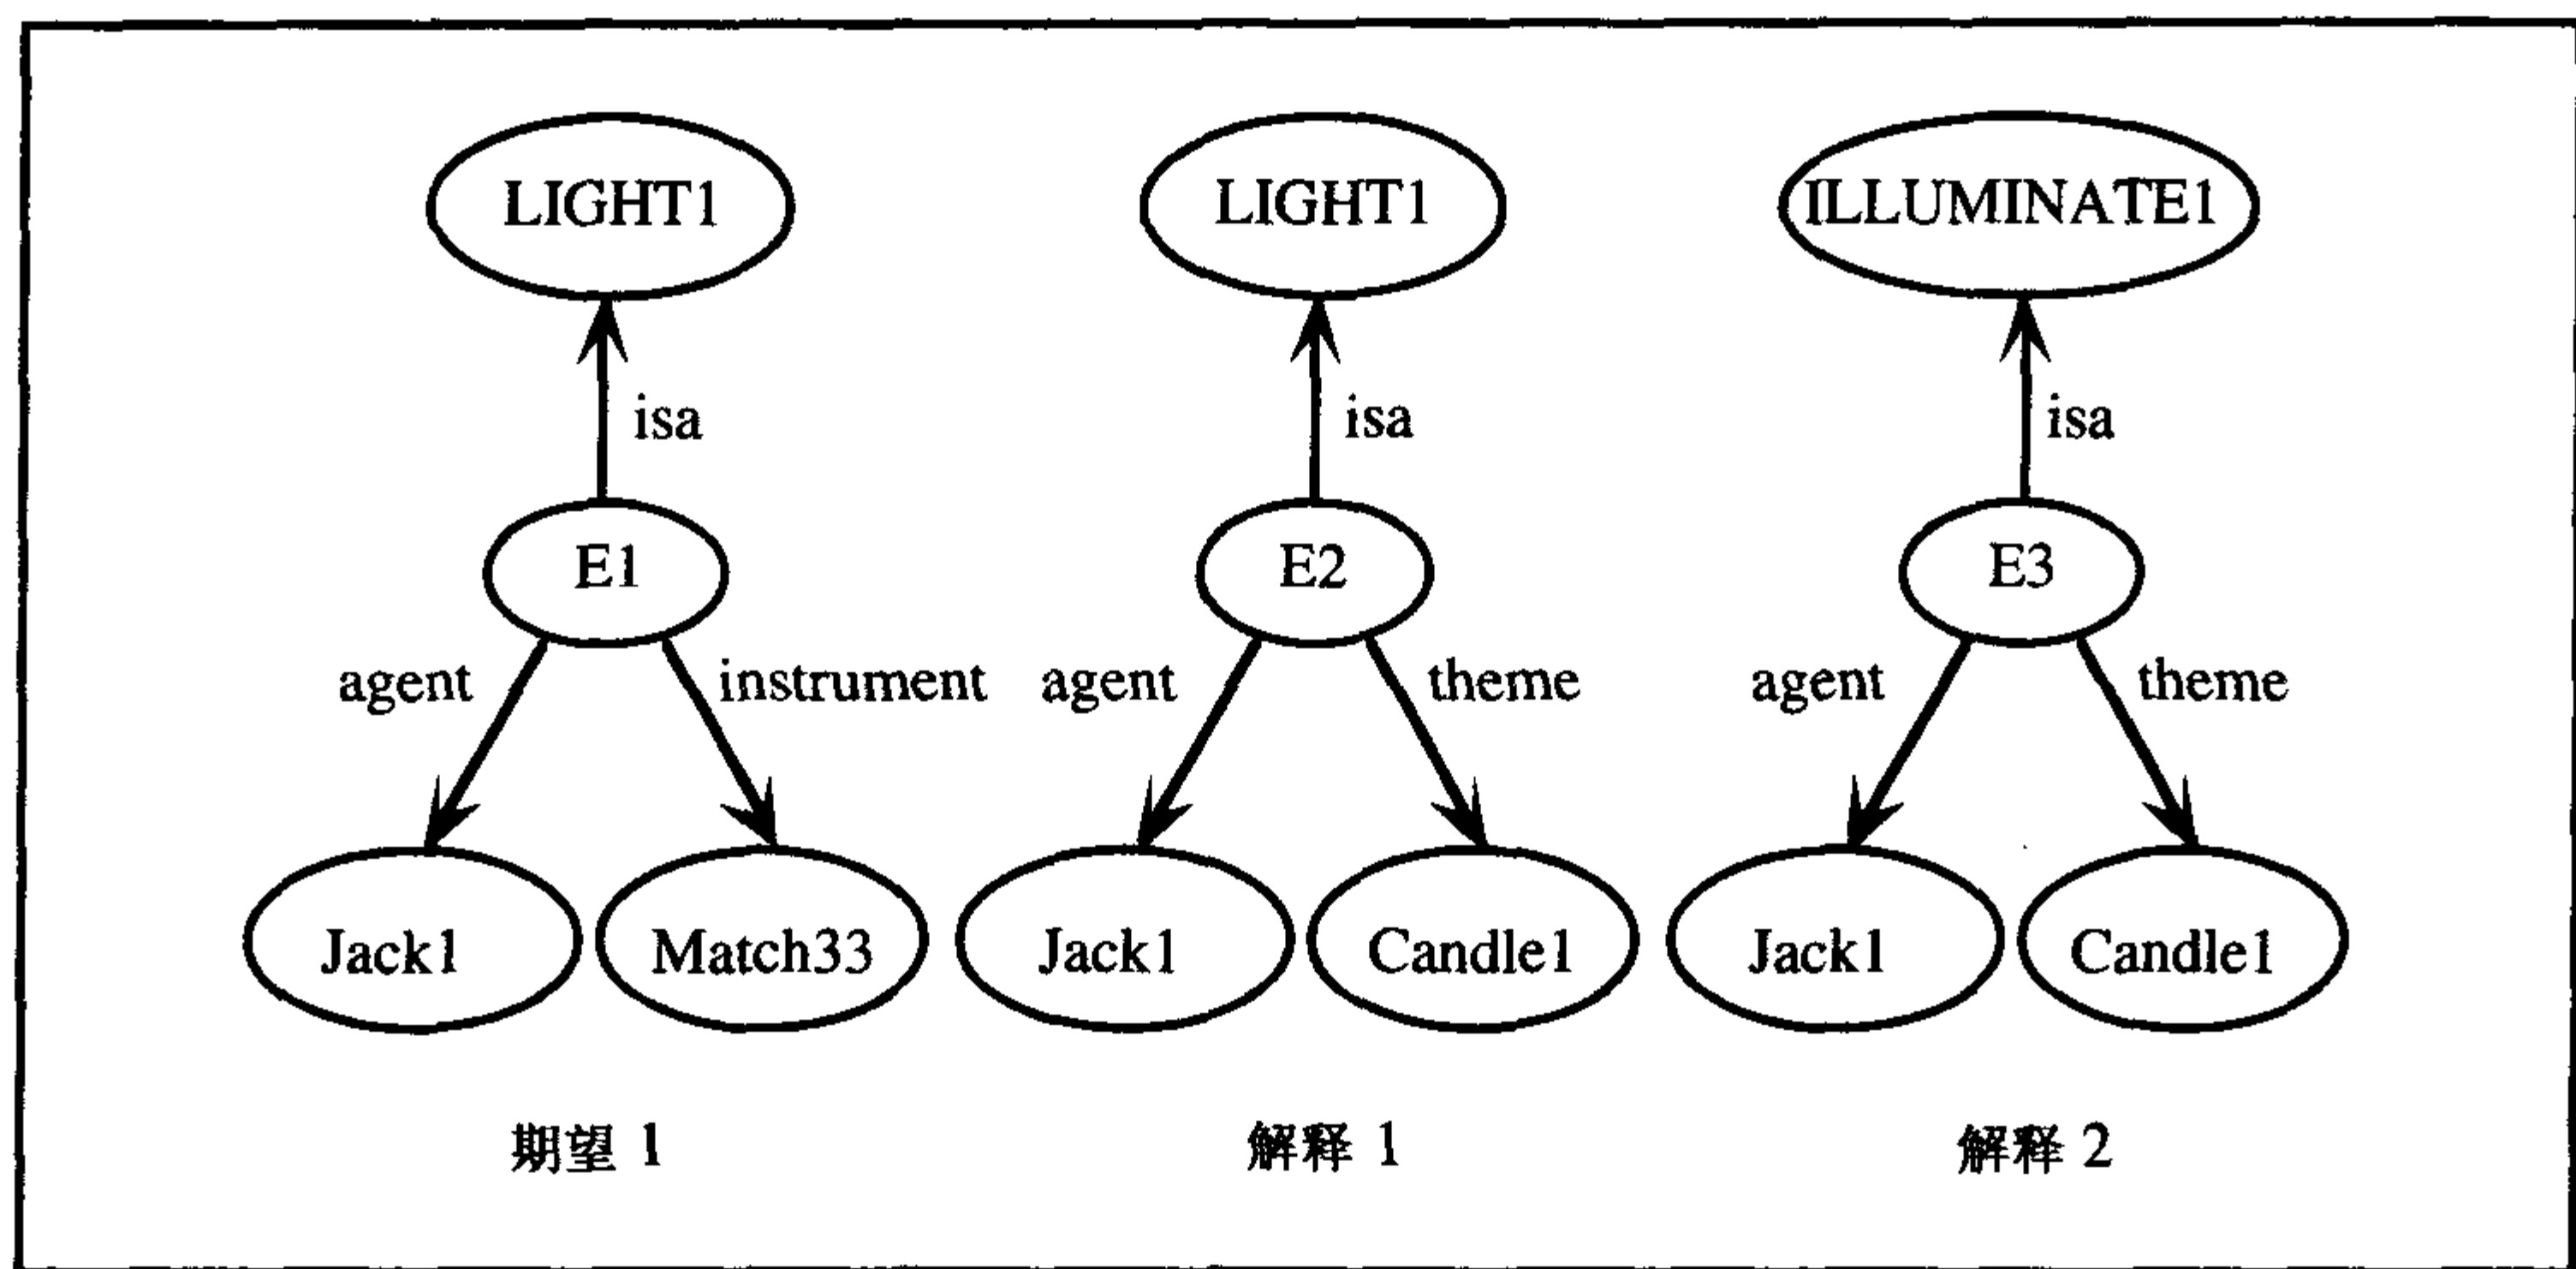 LIGHT1 LIGHT1 ILLUMINATE1
isa isa isa
E1 E2 E3
agent instrument agent theme agent theme
Jack1 Match33 Jack1 Candle1 Jack1 Candle1
期望 1 解释 1 解释 2